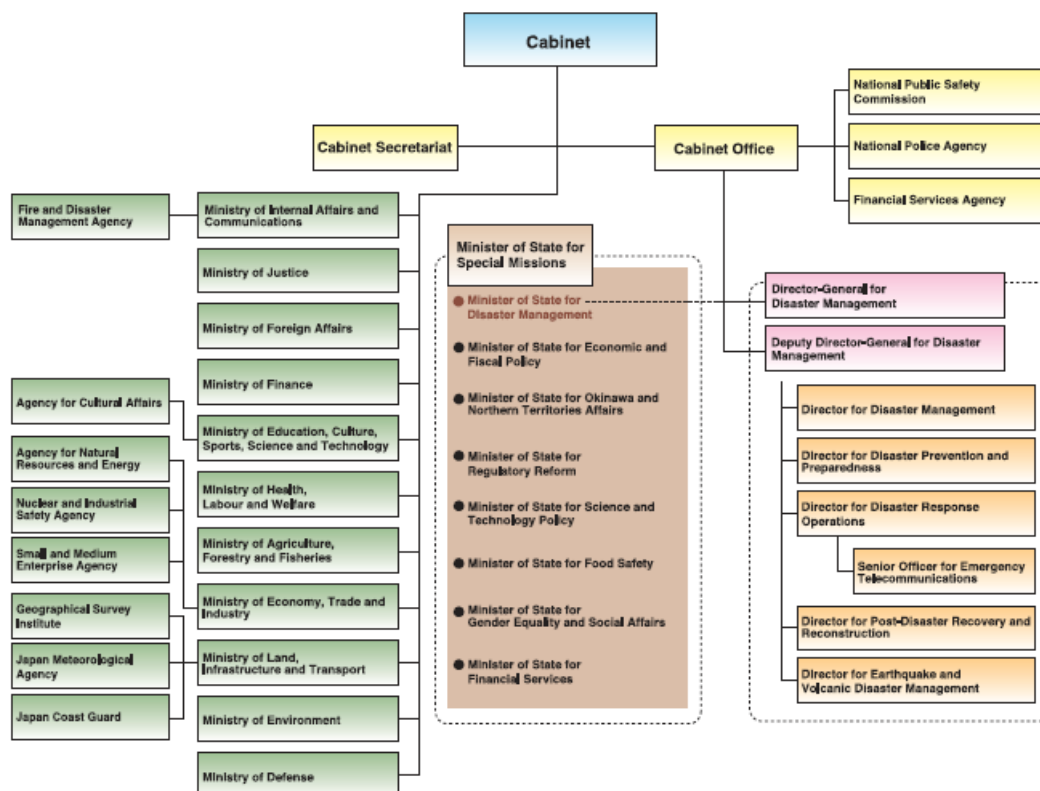 Cabinet
Cabinet Secretariat
Cabinet Office
National Public Safety
Commission
National Police Agency
Financial Services Agency
Fire and Disaster
Management Agency
Ministry of Internal Affairs and
Communications
Ministry of Justice
Ministry of Foreign Affairs
Ministry of Finance
Agency for Cultural Affairs
Ministry of Education, Culture,
Sports, Science and Technology
Agency for Natural
Resources and Energy
Nuclear and Industrial
Safety Agency
Small and Medium
Enterprise Agency
Ministry of Health,
Labour and Welfare
Ministry of Agriculture,
Forestry and Fisheries
Ministry of Economy, Trade and
Industry
Geographical Survey
Institute
Japan Meteorological
Agency
Japan Coast Guard
Ministry of Land,
Infrastructure and Transport
Ministry of Environment
Ministry of Defense
Minister of State for
Special Missions
● Minister of State for
Disaster Management
● Minister of State for Economic and
Fiscal Policy
● Minister of State for Okinawa and
Northern Territories Affairs
● Minister of State for
Regulatory Reform
● Minister of State for Science and
Technology Policy
● Minister of State for Food Safety
● Minister of State for
Gender Equality and Social Affairs
● Minister of State for
Financial Services
Director-General for
Disaster Management
Deputy Director-General for Disaster
Management
Director for Disaster Management
Director for Disaster Prevention and
Preparedness
Director for Disaster Response
Operations
Senior Officer for Emergency
Telecommunications
Director for Post-Disaster Recovery and
Reconstruction
Director for Earthquake and
Volcanic Disaster Management